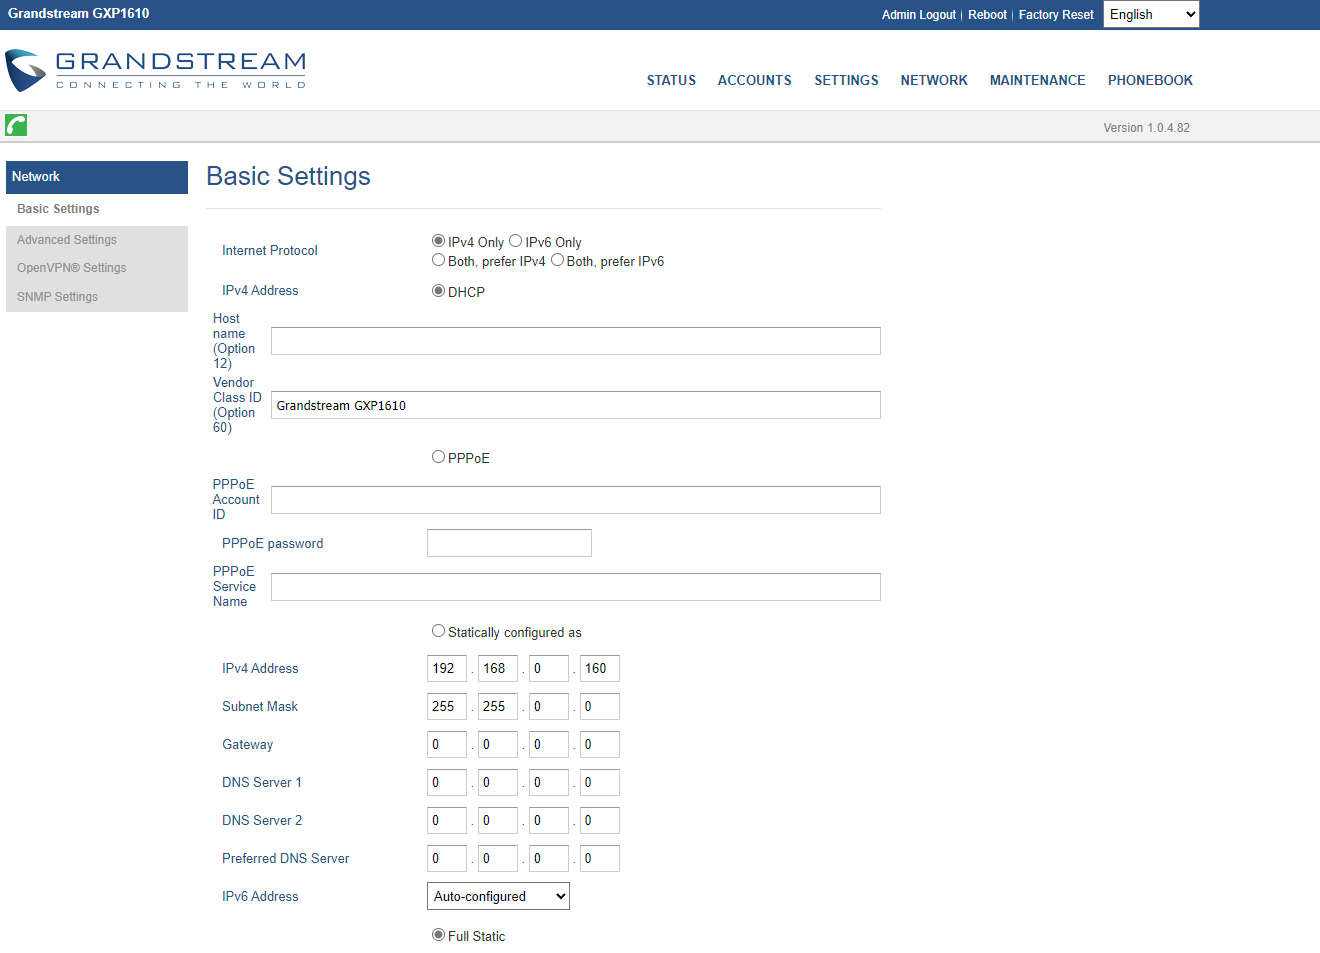 Grandstream GXP1610
Admin Logout | Reboot | Factory Reset English
GRANDSTREAM
CONNECTING THE WORLD
STATUS ACCOUNTS SETTINGS NETWORK MAINTENANCE PHONEBOOK
Version 1.0.4.82
Network
Basic Settings
Advanced Settings
OpenVPN® Settings
SNMP Settings
Basic Settings
Internet Protocol
IPv4 Only IPv6 Only
Both, prefer IPv4 Both, prefer IPv6
IPv4 Address DHCP
Host
name
(Option
12)
Vendor
Class ID
(Option
60)
Grandstream GXP1610
PPPoE
PPPoE
Account
ID
PPPoE password
PPPoE
Service
Name
Statically configured as
IPv4 Address 192 . 168 . 0 . 160
Subnet Mask 255 . 255 . 0 . 0
Gateway 0 . 0 . 0 . 0
DNS Server 1 0 . 0 . 0 . 0
DNS Server 2 0 . 0 . 0 . 0
Preferred DNS Server 0 . 0 . 0 . 0
IPv6 Address Auto-configured
Full Static